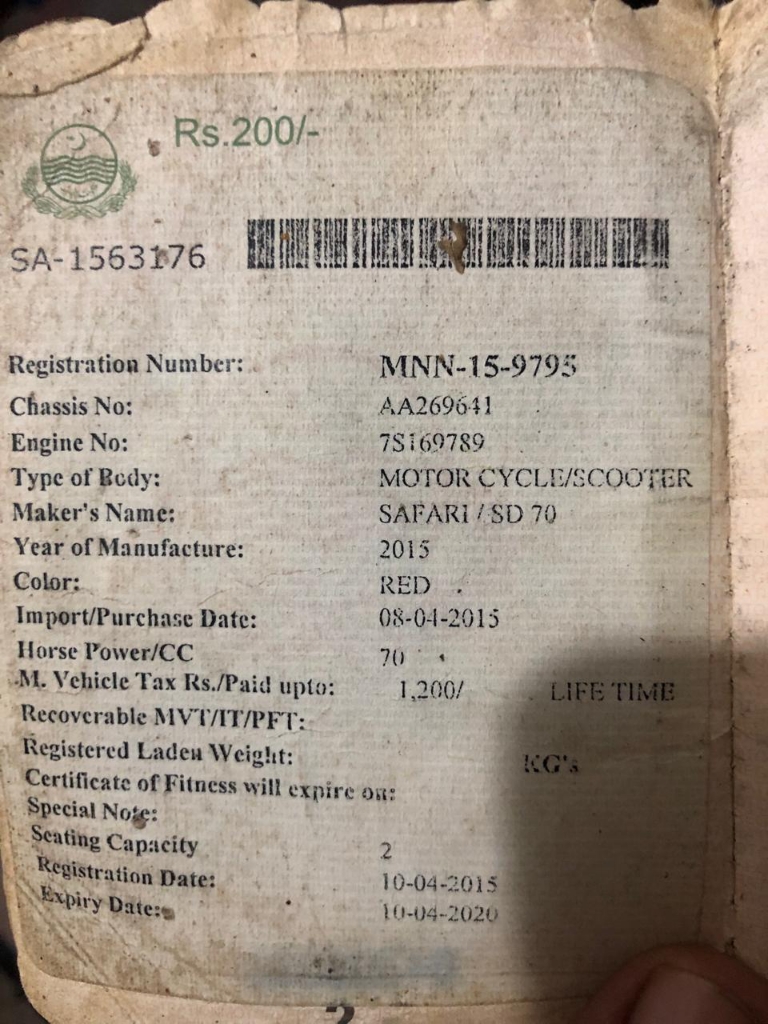 Rs.200/-
SA-1563176
Registration Number: MNN-15-9795
Chassis No: AA269641
Engine No: 7S169789
Type of Body: MOTOR CYCLE/SCOOTER
Maker's Name: SAFARI / SD 70
Year of Manufacture: 2015
Color: RED
Import/Purchase Date: 08-04-2015
Horse Power/CC 70
M. Vehicle Tax Rs./Paid upto: 1,200/ LIFE TIME
Recoverable MVT/IT/PFT:
Registered Laden Weight: KG's
Certificate of Fitness will expire on:
Special Note:
Seating Capacity 2
Registration Date: 10-04-2015
Expiry Date: 10-04-2020
2